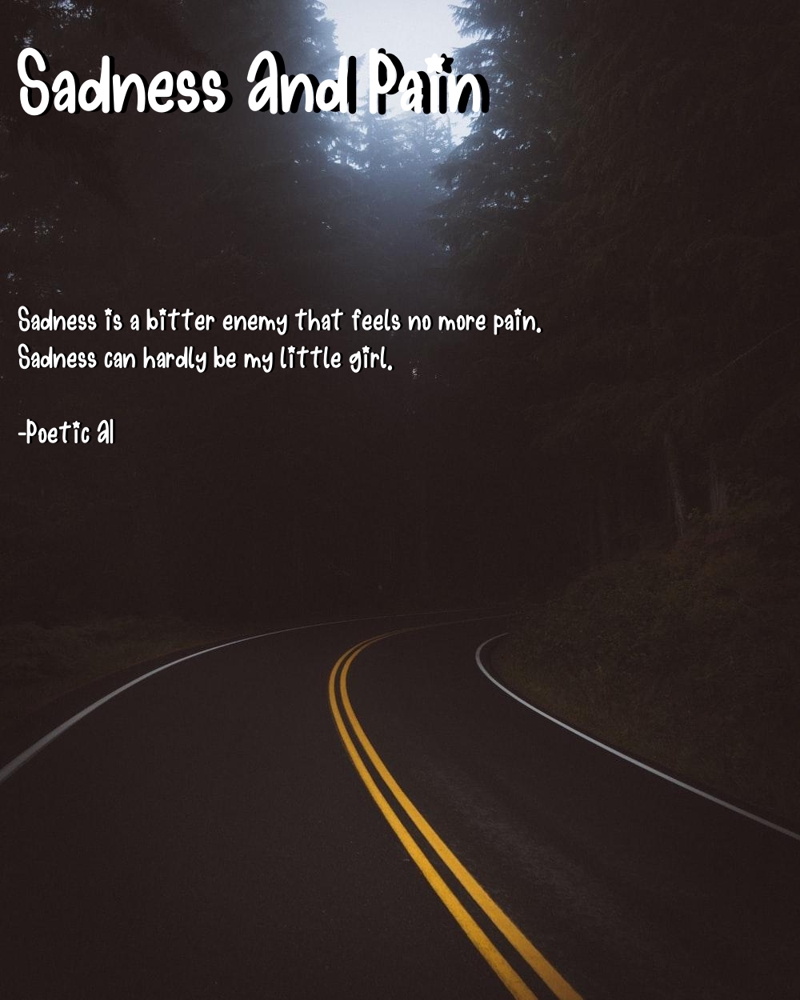 Sadness And Pain
Sadness is a bitter enemy that feels no more pain.
Sadness can hardly be my little girl.
-Poetic Al